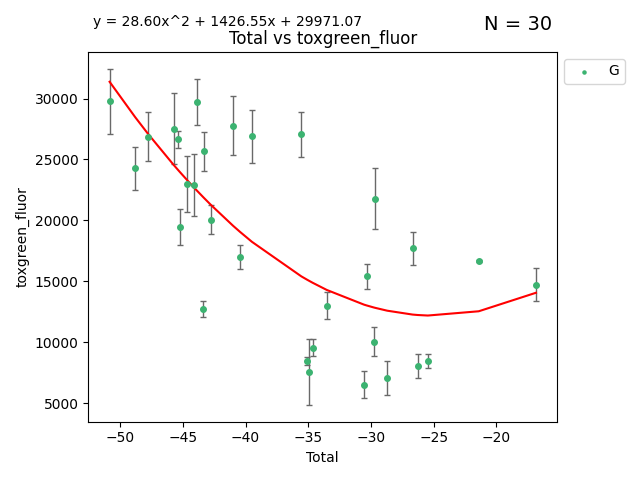 y = 28.60x^2 + 1426.55x + 29971.07
N = 30
Total vs toxgreen_fluor
G
30000
25000
20000
15000
10000
5000
toxgreen_fluor
−50 −45 −40 −35 −30 −25 −20
Total